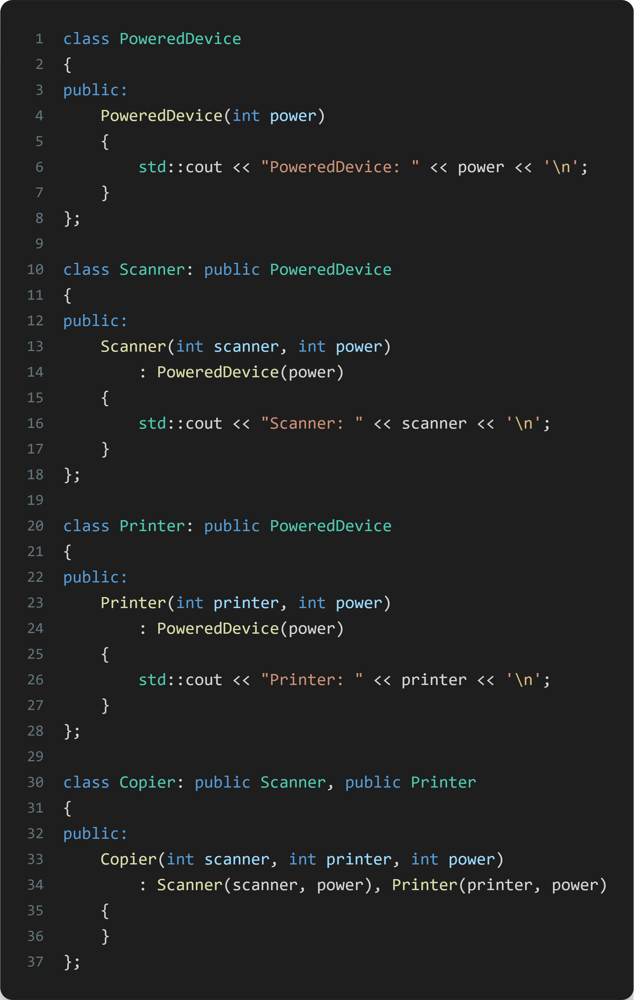 1 class PoweredDevice
2 {
3 public:
4     PoweredDevice(int power)
5     {
6         std::cout << "PoweredDevice: " << power << '\n';
7     }
8 };
9
10 class Scanner: public PoweredDevice
11 {
12 public:
13     Scanner(int scanner, int power)
14         : PoweredDevice(power)
15     {
16         std::cout << "Scanner: " << scanner << '\n';
17     }
18 };
19
20 class Printer: public PoweredDevice
21 {
22 public:
23     Printer(int printer, int power)
24         : PoweredDevice(power)
25     {
26         std::cout << "Printer: " << printer << '\n';
27     }
28 };
29
30 class Copier: public Scanner, public Printer
31 {
32 public:
33     Copier(int scanner, int printer, int power)
34         : Scanner(scanner, power), Printer(printer, power)
35     {
36     }
37 };